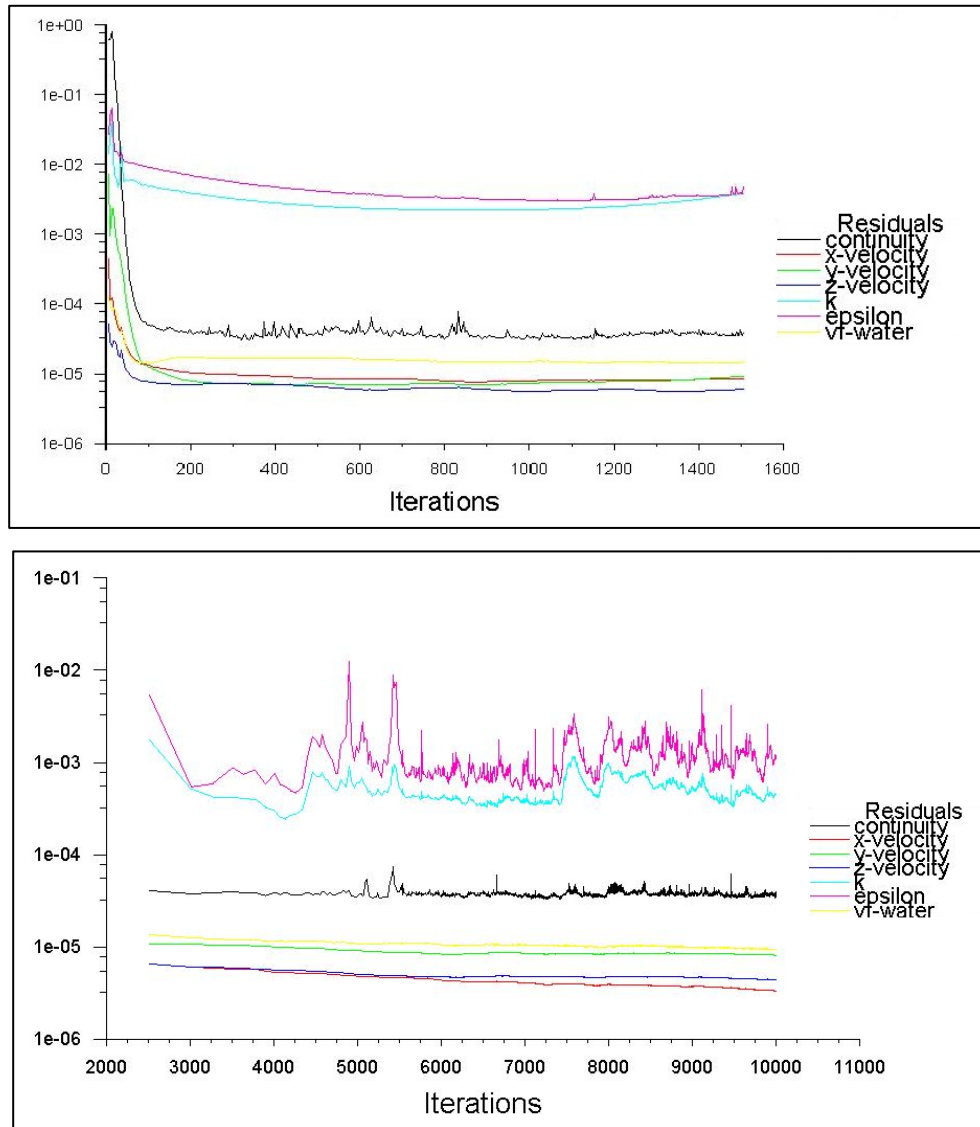 1e+00
1e-01
1e-02
1e-03
1e-04
1e-05
1e-06
0 200 400 600 800 1000 1200 1400 1600
Iterations
Residuals
continuity
x-velocity
y-velocity
z-velocity
k
epsilon
vf-water
1e-01
1e-02
1e-03
1e-04
1e-05
1e-06
2000 3000 4000 5000 6000 7000 8000 9000 10000 11000
Iterations
Residuals
continuity
x-velocity
y-velocity
z-velocity
k
epsilon
vf-water